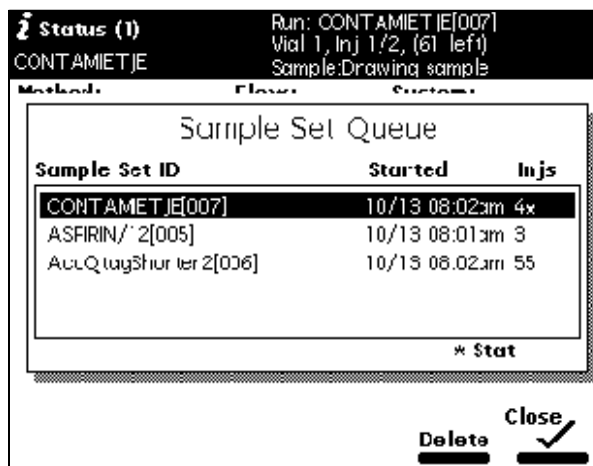 i Status (1)
Run: CONTAMIETJE[007]
Vial 1, Inj 1/2, (61 left)
CONTAMIETJE
Sample:Drawing sample
Method: Flow: System:
Sample Set Queue
Sample Set ID Started Injs
CONTAMIETJE[007] 10/13 08:02am 4*
10/13 08:01am 3
10/13 08:02am 55
* Stat
Close
Delete